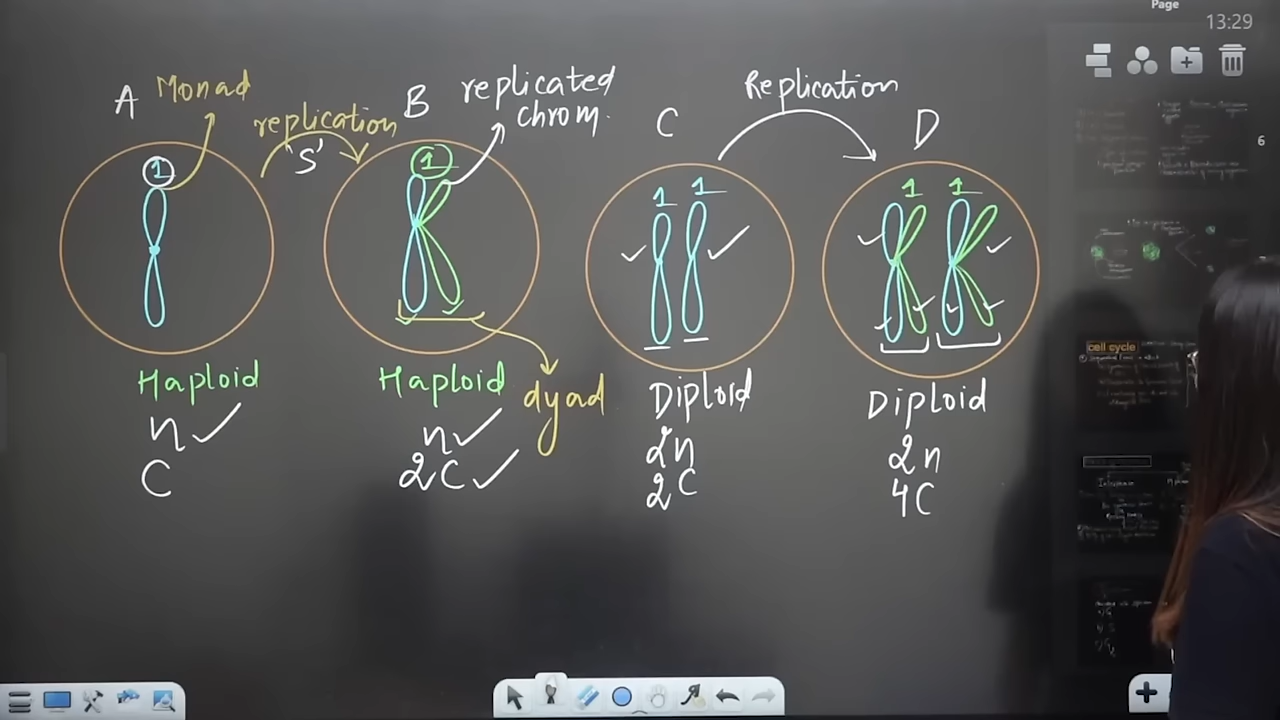 Page
13:29
6
A
Monad
replication
'S'
B
replicated
chrom.
C
Replication
D
1
1
1
1
1
1
Haploid
n
C
Haploid
n
2C
dyad
Diploid
2n
2C
Diploid
2n
4C
cell cycle